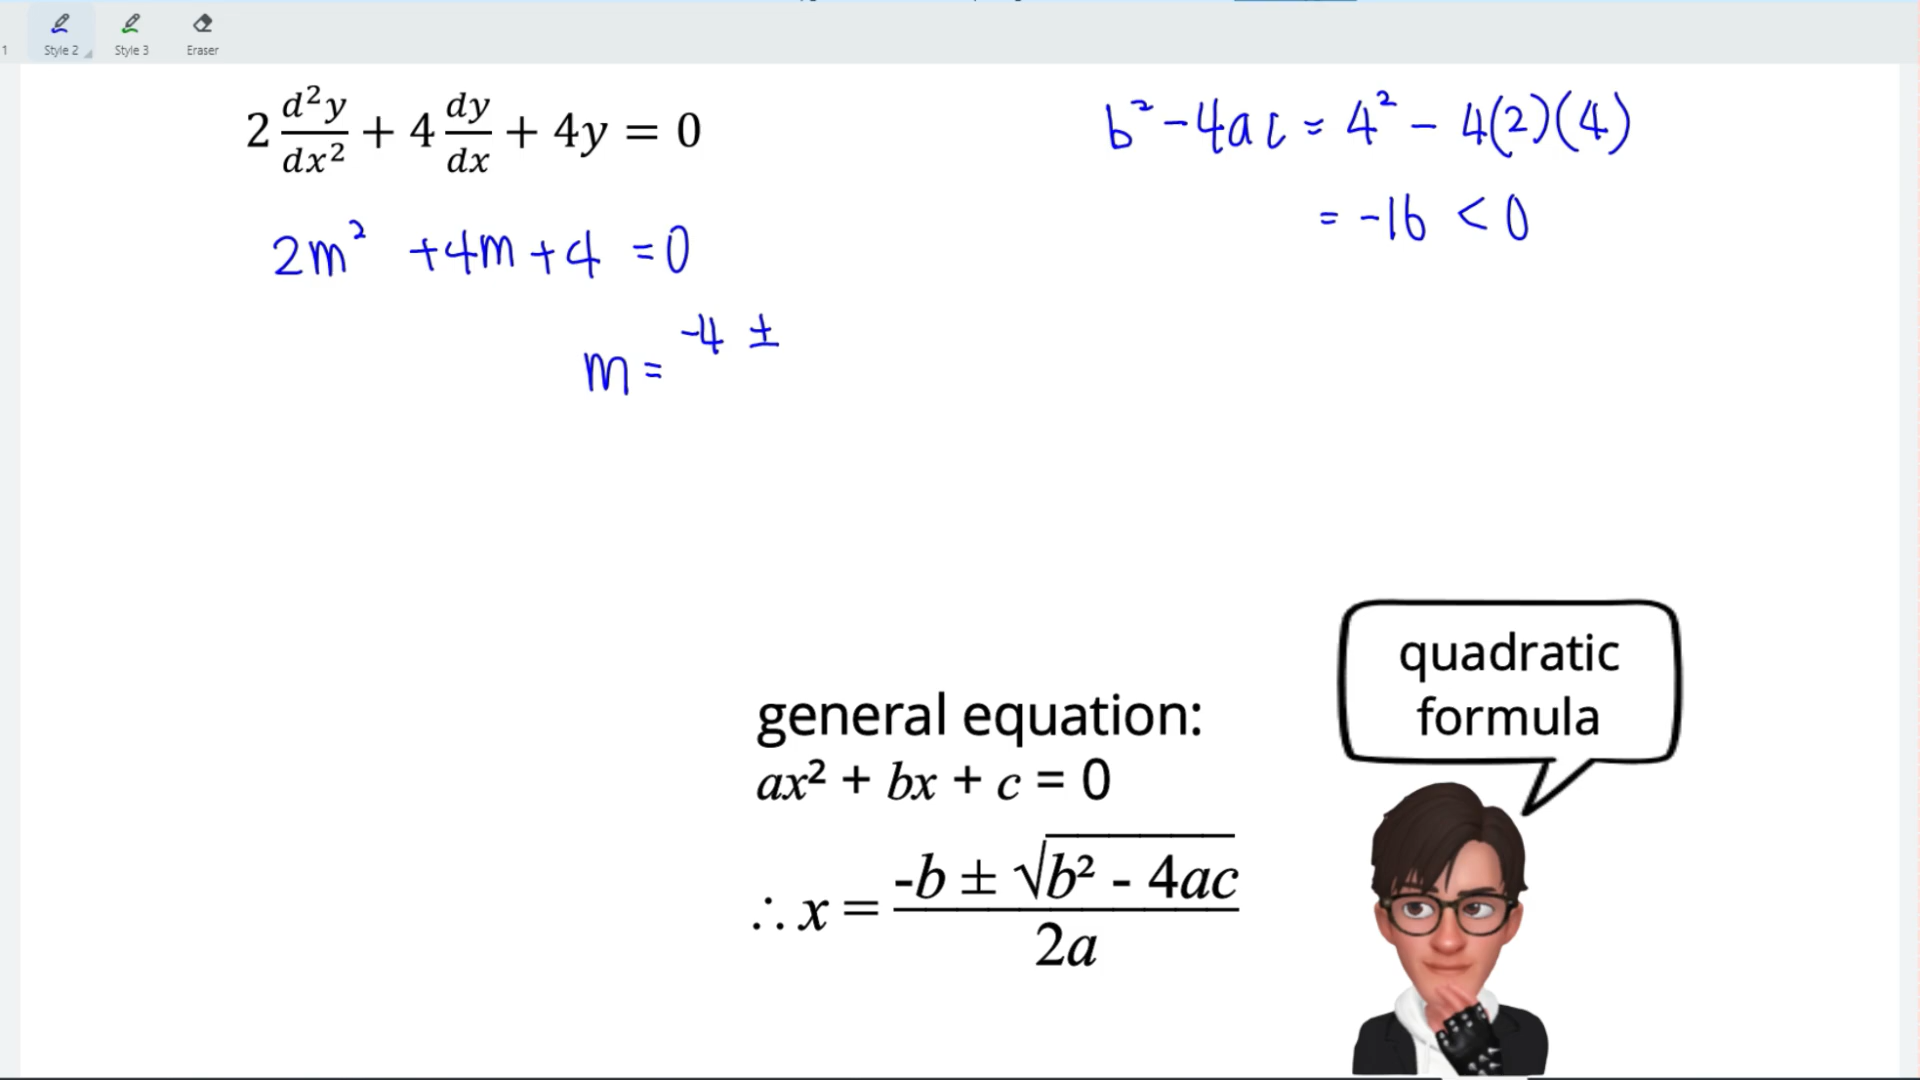 1 Style 2 Style 3 Eraser
2 d²y/dx² + 4 dy/dx + 4y = 0
b² - 4ac = 4² - 4(2)(4)
= -16 < 0
2m² + 4m + 4 = 0
m = -4 ±
quadratic
formula
general equation:
ax² + bx + c = 0
∴ x = -b ± √b² - 4ac / 2a